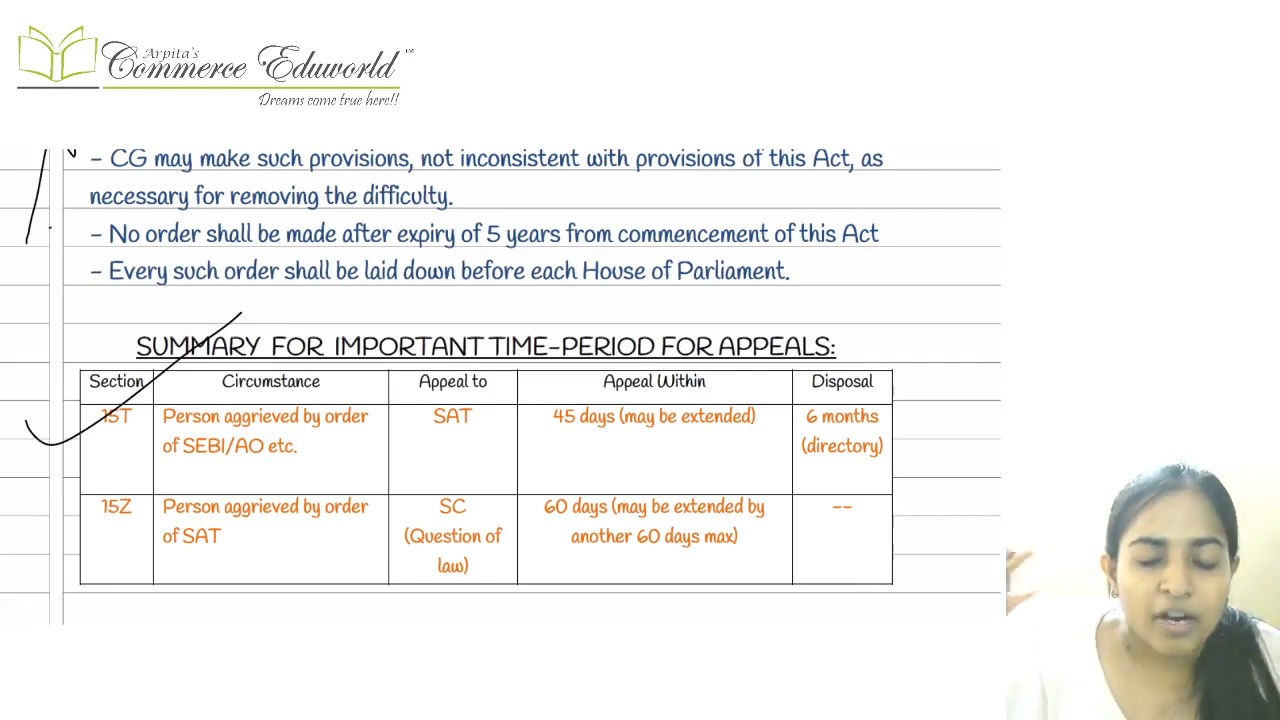 Arpita's
Commerce Eduworld™
Dreams come true here!!
- CG may make such provisions, not inconsistent with provisions of this Act, as
necessary for removing the difficulty.
- No order shall be made after expiry of 5 years from commencement of this Act
- Every such order shall be laid down before each House of Parliament.
SUMMARY FOR IMPORTANT TIME-PERIOD FOR APPEALS:
Section Circumstance Appeal to Appeal Within Disposal
15T Person aggrieved by order SAT 45 days (may be extended) 6 months
of SEBI/AO etc. (directory)
15Z Person aggrieved by order SC 60 days (may be extended by --
of SAT (Question of another 60 days max)
law)